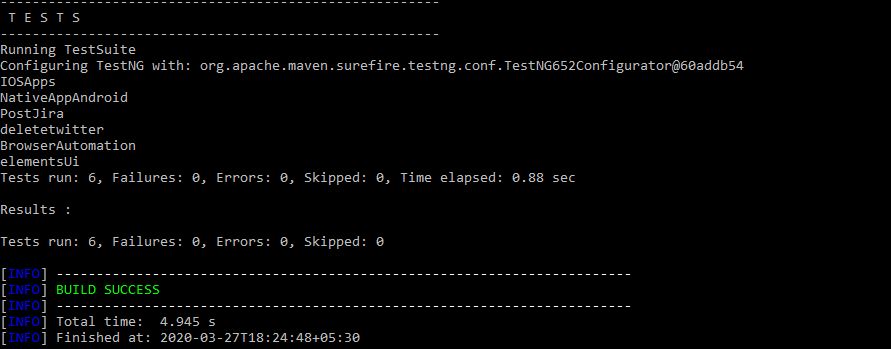 -------------------------------------------------------
 T E S T S
-------------------------------------------------------
Running TestSuite
Configuring TestNG with: org.apache.maven.surefire.testng.conf.TestNG652Configurator@60addb54
IOSApps
NativeAppAndroid
PostJira
deletetwitter
BrowserAutomation
elementsUi
Tests run: 6, Failures: 0, Errors: 0, Skipped: 0, Time elapsed: 0.88 sec
Results :
Tests run: 6, Failures: 0, Errors: 0, Skipped: 0
[INFO] ------------------------------------------------------------------------
[INFO] BUILD SUCCESS
[INFO] ------------------------------------------------------------------------
[INFO] Total time:  4.945 s
[INFO] Finished at: 2020-03-27T18:24:48+05:30